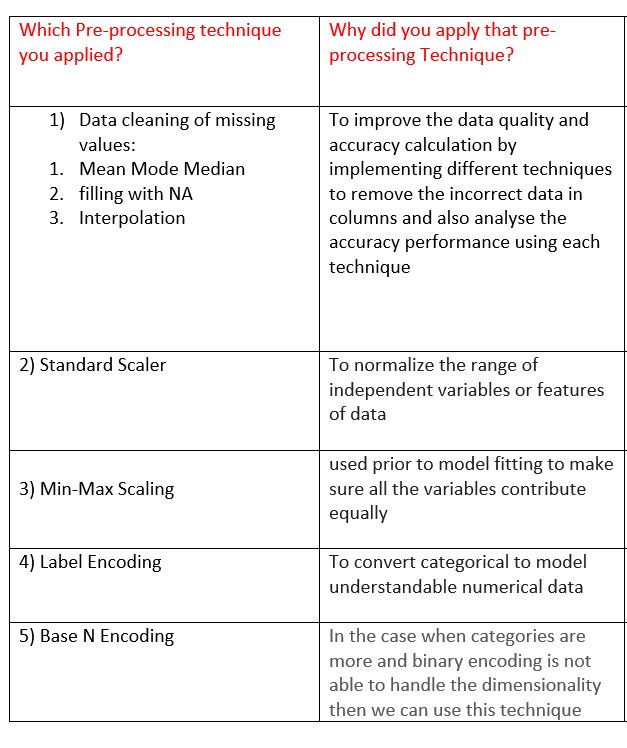 Which Pre-processing technique
you applied?
Why did you apply that pre-
processing Technique?
1) Data cleaning of missing
values:
1. Mean Mode Median
2. filling with NA
3. Interpolation
To improve the data quality and
accuracy calculation by
implementing different techniques
to remove the incorrect data in
columns and also analyse the
accuracy performance using each
technique
2) Standard Scaler
To normalize the range of
independent variables or features
of data
3) Min-Max Scaling
used prior to model fitting to make
sure all the variables contribute
equally
4) Label Encoding
To convert categorical to model
understandable numerical data
5) Base N Encoding
In the case when categories are
more and binary encoding is not
able to handle the dimensionality
then we can use this technique